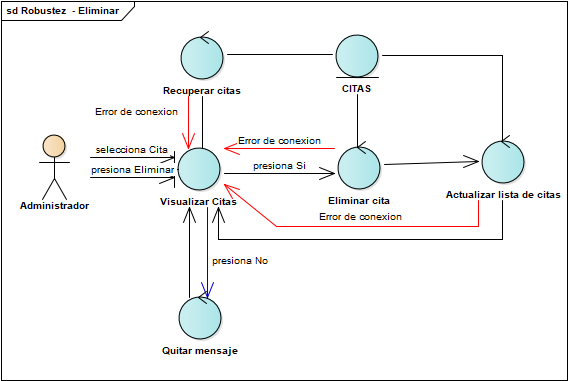 sd Robustez - Eliminar
Recuperar citas
CITAS
Error de conexion
Error de conexion
selecciona Cita
presiona Si
presiona Eliminar
Administrador
Visualizar Citas
Eliminar cita
Actualizar lista de citas
Error de conexion
presiona No
Quitar mensaje